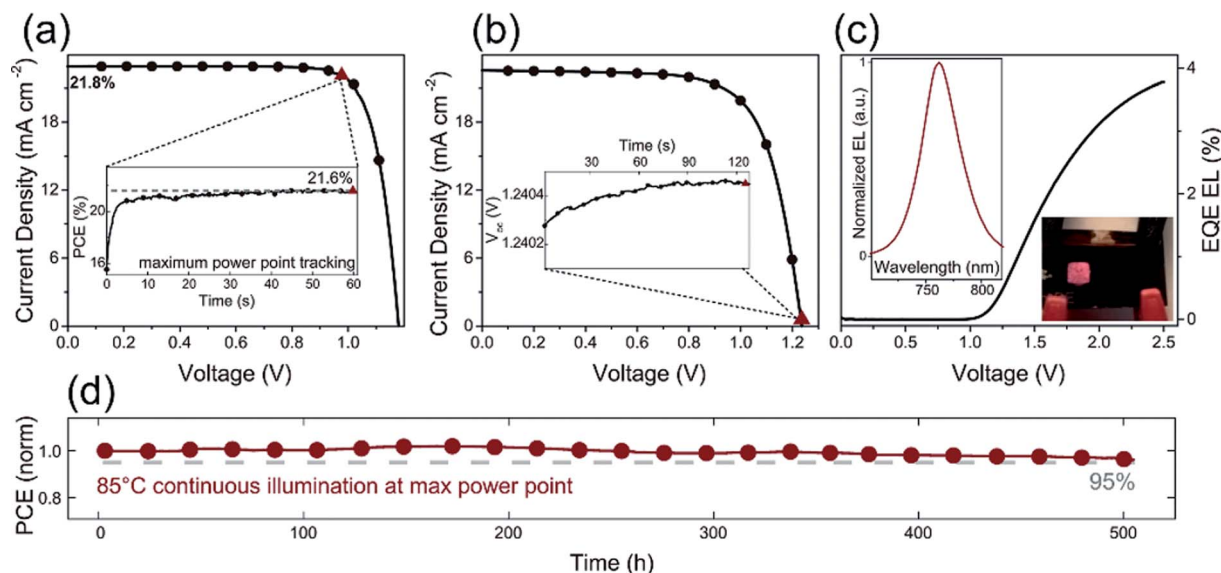 (a)
Current Density (mA cm⁻²)
22
12
0
21.8%
PCE (%)
20
16
21.6%
maximum power point tracking
0 10 20 30 40 50 60
Time (s)
0.0 0.2 0.4 0.6 0.8 1.0
Voltage (V)
(b)
Current Density (mA cm⁻²)
22
12
0
Time (s)
30 60 90 120
V_oc (V)
1.2404
1.2402
0.0 0.2 0.4 0.6 0.8 1.0 1.2
Voltage (V)
(c)
Normalized EL (a.u.)
1
0
Wavelength (nm)
750 800
EQE EL (%)
4
2
0
0.0 0.5 1.0 1.5 2.0 2.5
Voltage (V)
(d)
PCE (norm)
1.0
0.8
85°C continuous illumination at max power point
95%
0 100 200 300 400 500
Time (h)